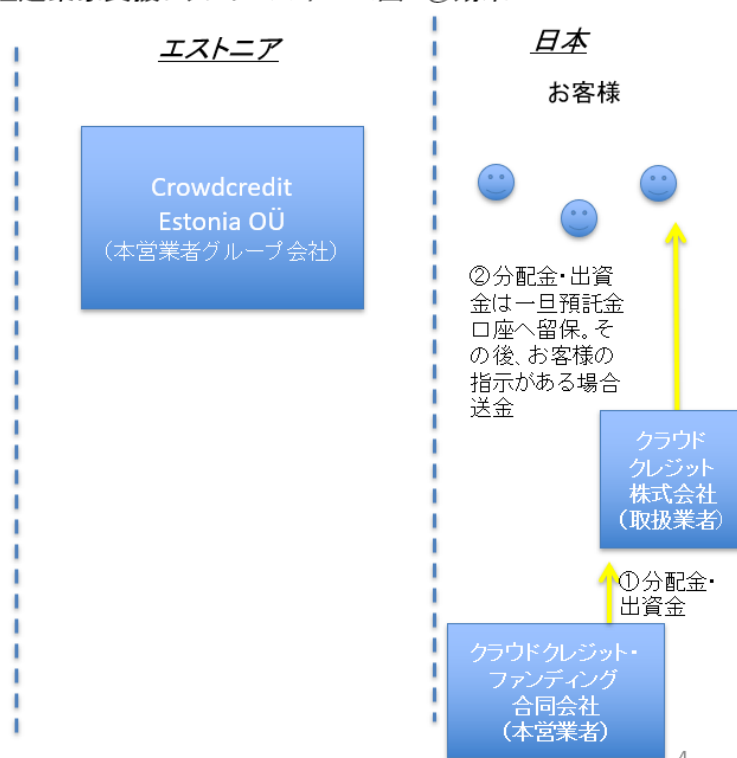 エストニア
日本
お客様
Crowdcredit
Estonia OÜ
（本営業者グループ会社）
②分配金・出資
金は一旦預託金
口座へ留保。そ
の後、お客様の
指示がある場合
送金
クラウド
クレジット
株式会社
（取扱業者）
①分配金・
出資金
クラウドクレジット・
ファンディング
合同会社
（本営業者）